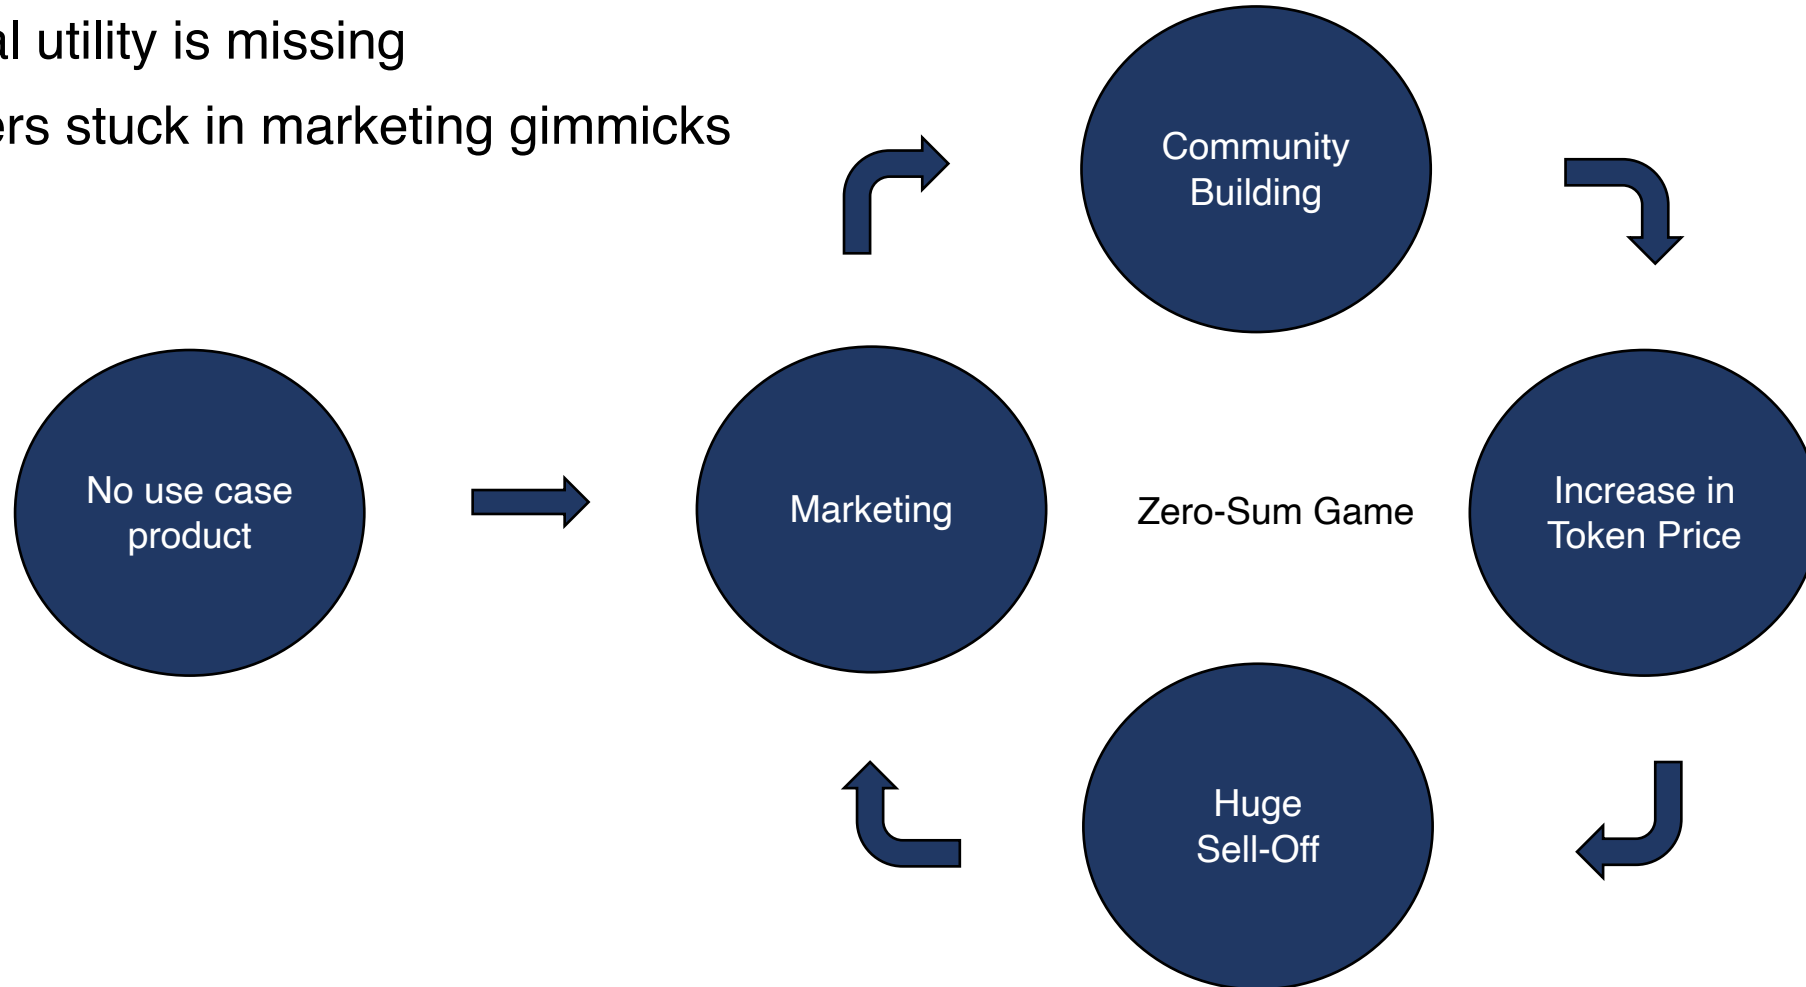 al utility is missing
ers stuck in marketing gimmicks
Community
Building
No use case
product
Marketing
Zero-Sum Game
Increase in
Token Price
Huge
Sell-Off